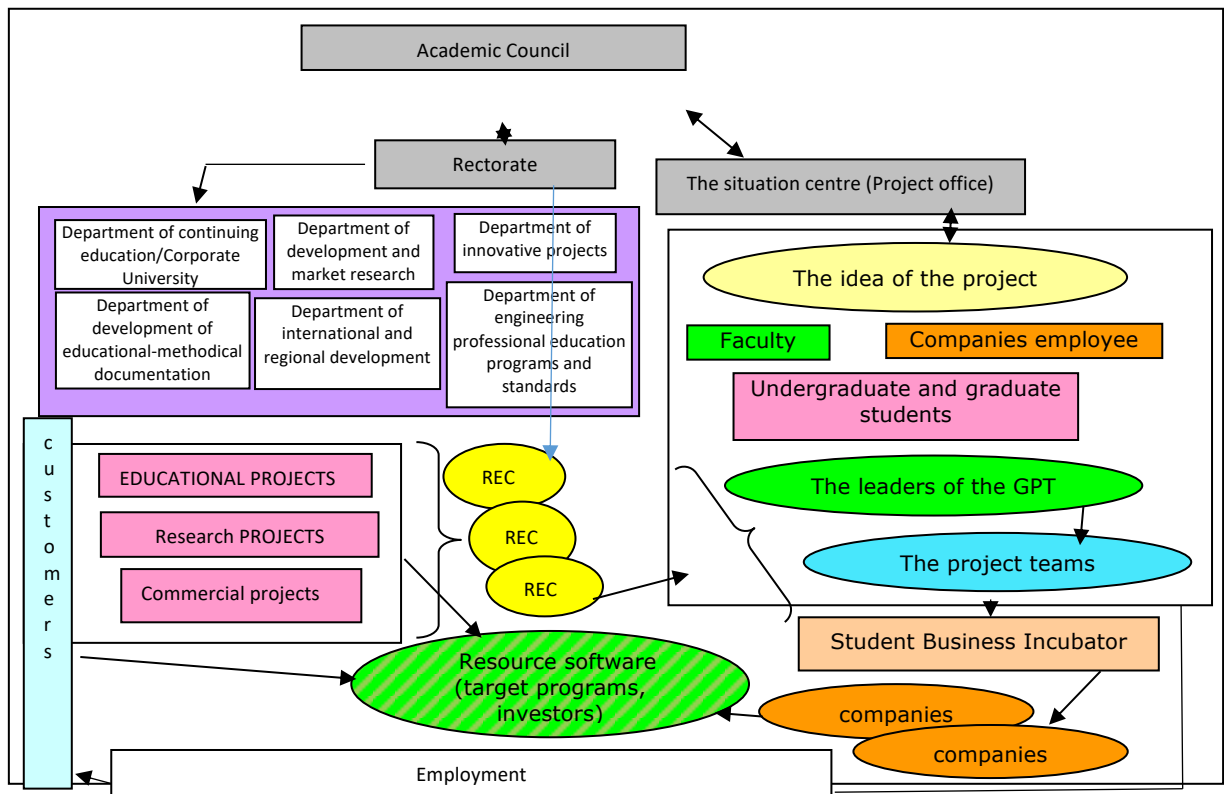 Academic Council
Rectorate
The situation centre (Project office)
Department of continuing
education/Corporate
University
Department of
development and
market research
Department of
innovative projects
Department of
development of
educational-methodical
documentation
Department of
international and
regional development
Department of
engineering
professional education
programs and
standards
The idea of the project
Faculty
Companies employee
Undergraduate and graduate
students
The leaders of the GPT
The project teams
customers
EDUCATIONAL PROJECTS
Research PROJECTS
Commercial projects
REC
REC
REC
Resource software
(target programs,
investors)
Student Business Incubator
companies
companies
Employment